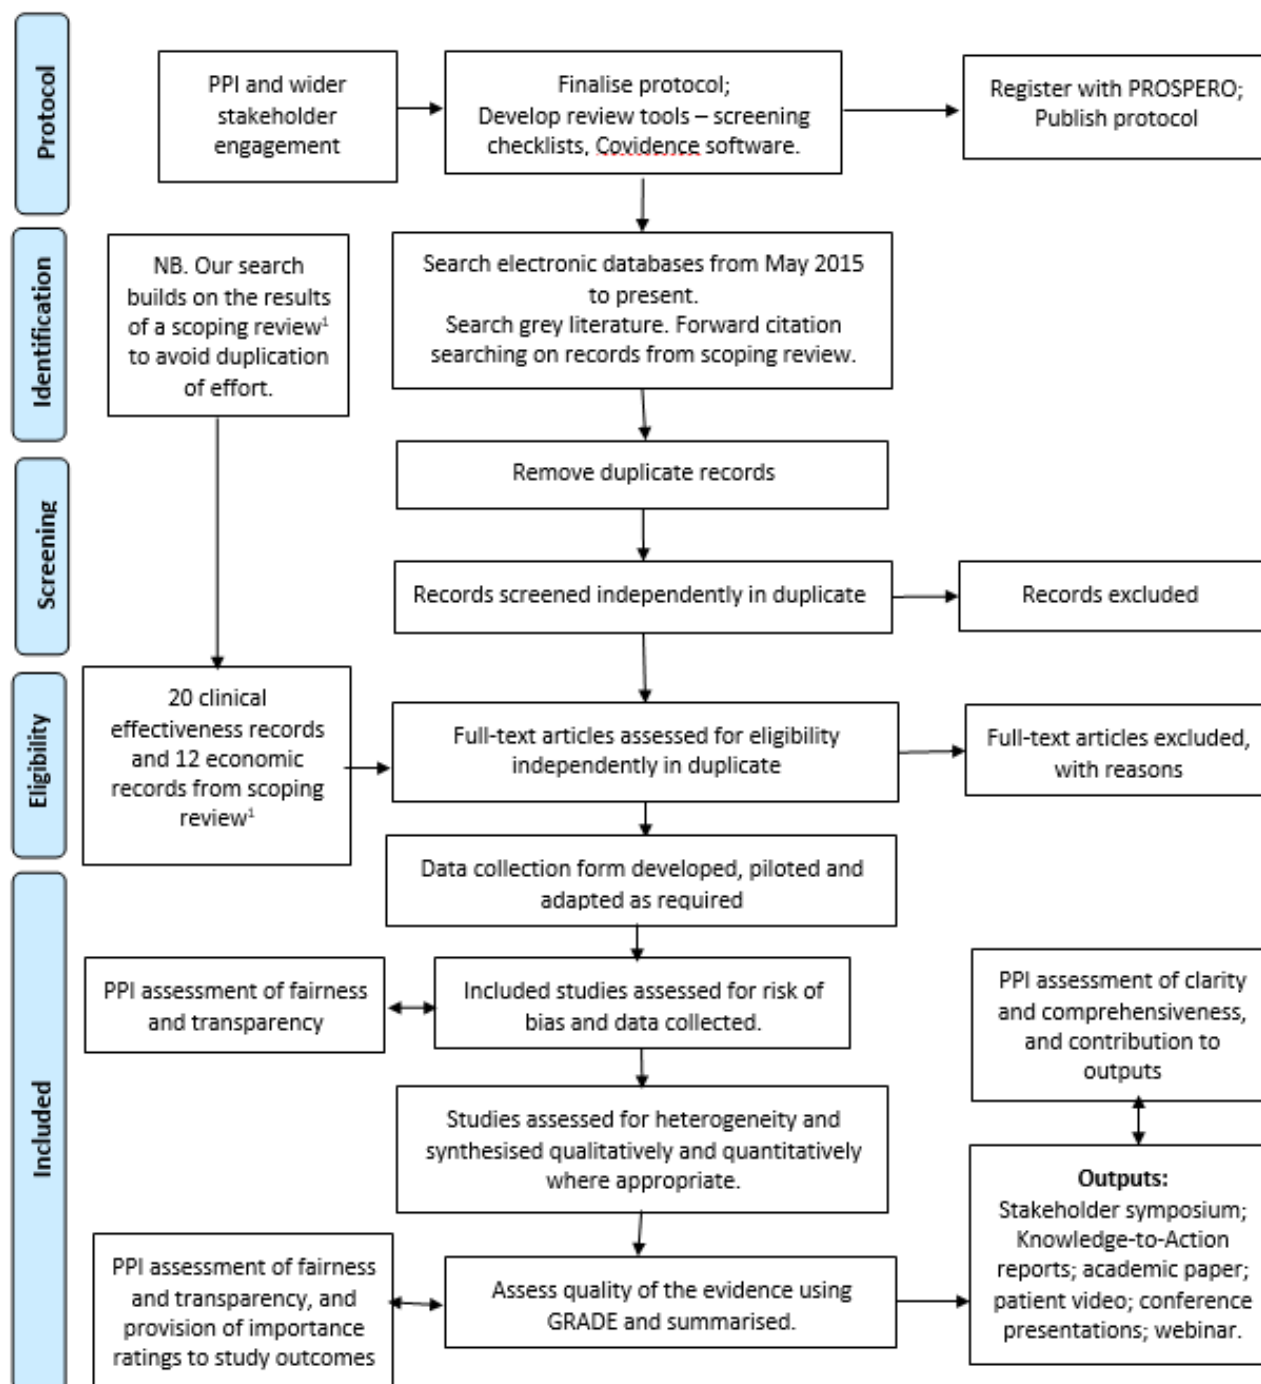 Protocol
PPI and wider
stakeholder
engagement
Finalise protocol;
Develop review tools – screening
checklists, Covidence software.
Register with PROSPERO;
Publish protocol
Identification
NB. Our search
builds on the results
of a scoping review¹
to avoid duplication
of effort.
Search electronic databases from May 2015
to present.
Search grey literature. Forward citation
searching on records from scoping review.
Screening
Remove duplicate records
Records screened independently in duplicate
Records excluded
Eligibility
20 clinical
effectiveness records
and 12 economic
records from scoping
review¹
Full-text articles assessed for eligibility
independently in duplicate
Full-text articles excluded,
with reasons
Included
Data collection form developed, piloted and
adapted as required
PPI assessment of fairness
and transparency
Included studies assessed for risk of
bias and data collected.
PPI assessment of clarity
and comprehensiveness,
and contribution to
outputs
Studies assessed for heterogeneity and
synthesised qualitatively and quantitatively
where appropriate.
PPI assessment of fairness
and transparency, and
provision of importance
ratings to study outcomes
Assess quality of the evidence using
GRADE and summarised.
Outputs:
Stakeholder symposium;
Knowledge-to-Action
reports; academic paper;
patient video; conference
presentations; webinar.